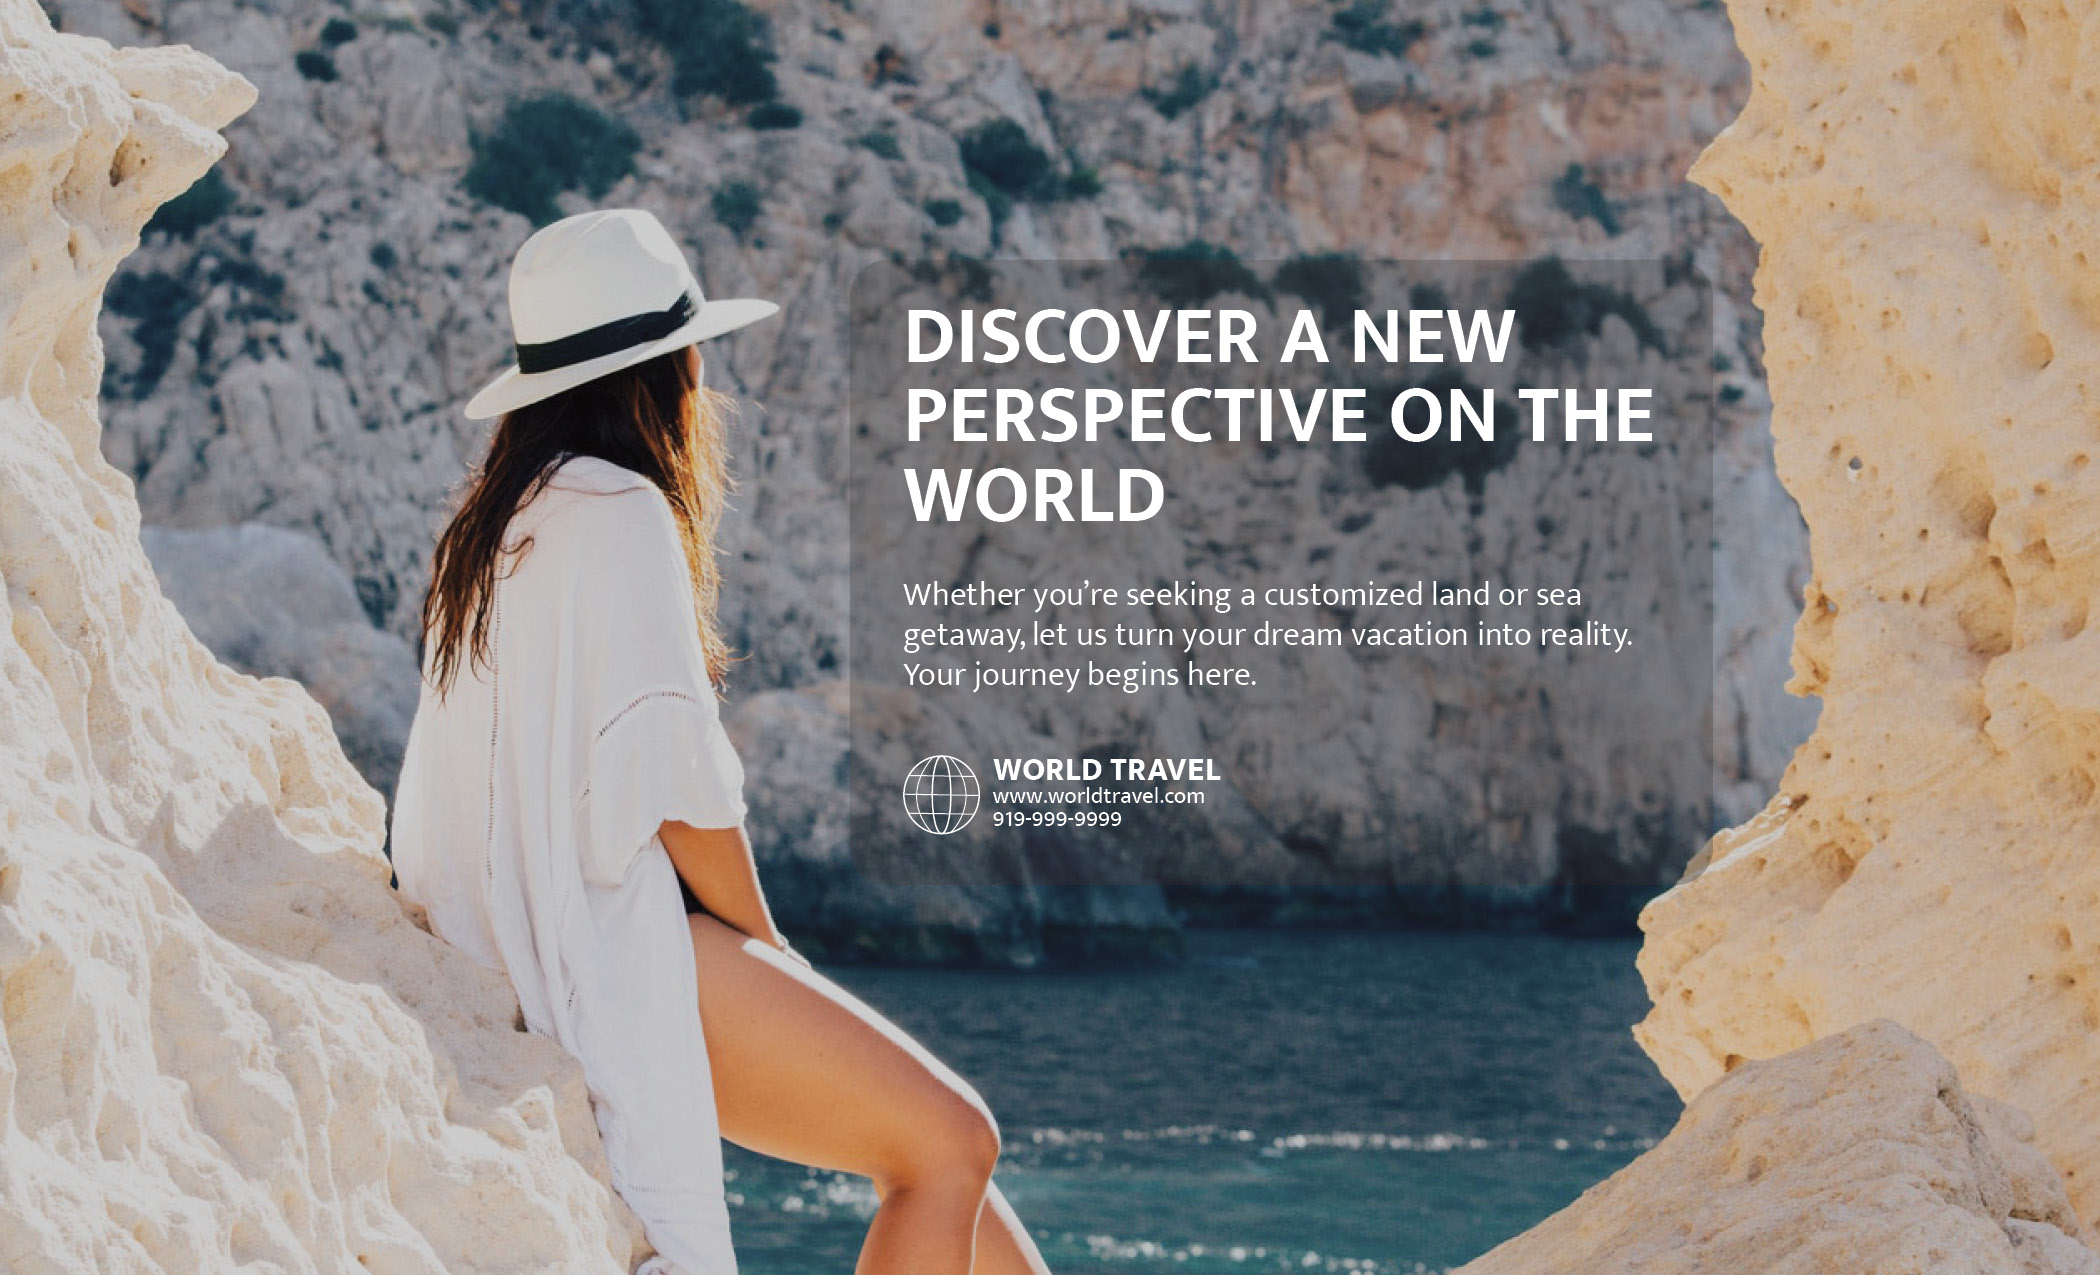 DISCOVER A NEW
PERSPECTIVE ON THE
WORLD
Whether you’re seeking a customized land or sea
getaway, let us turn your dream vacation into reality.
Your journey begins here.
WORLD TRAVEL
www.worldtravel.com
919-999-9999